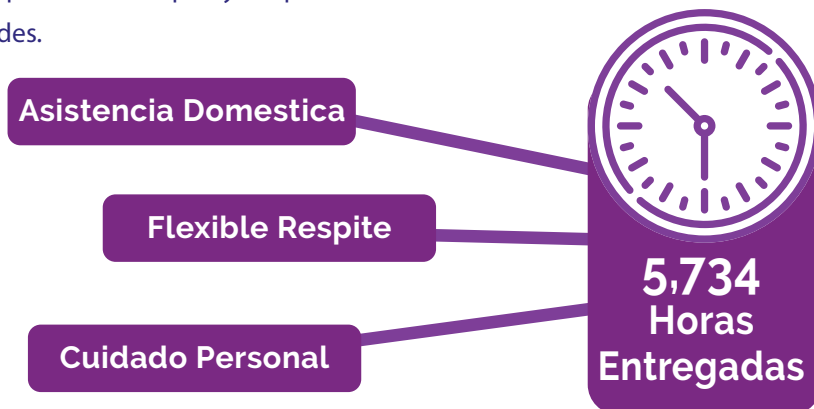 des.
Asistencia Domestica
Flexible Respite
Cuidado Personal
5,734
Horas
Entregadas